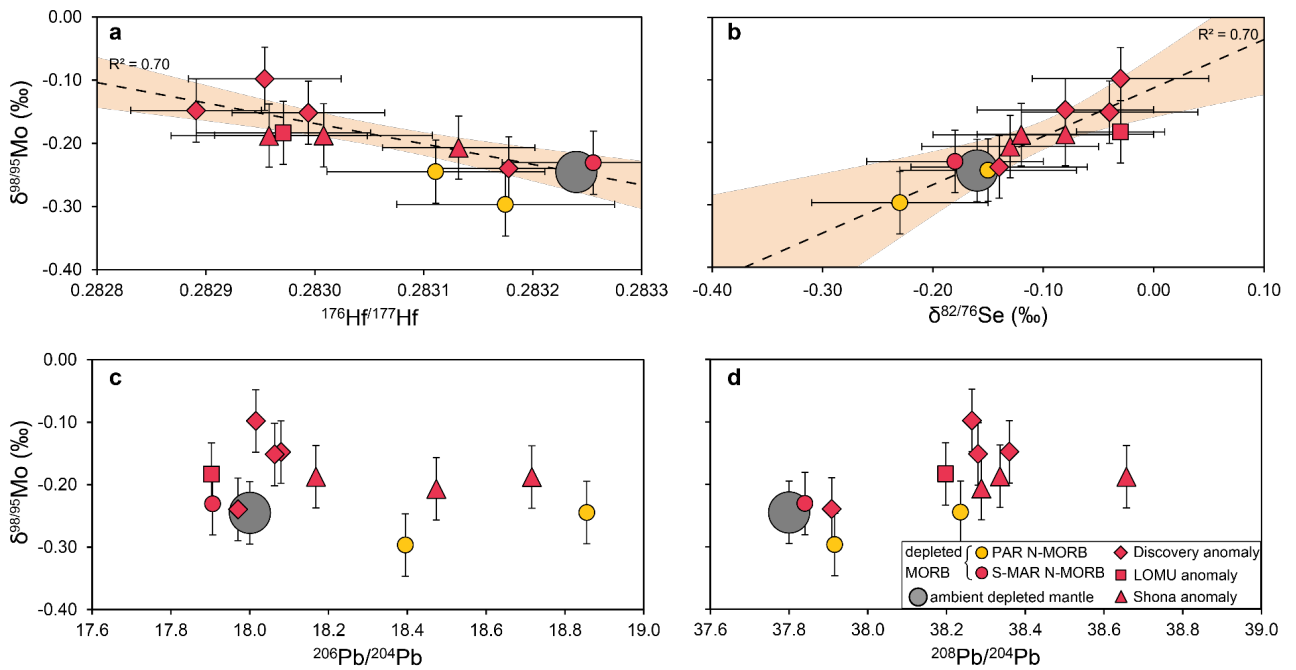 a
R² = 0.70
0.00
-0.10
-0.20
-0.30
-0.40
δ98/95Mo (‰)
0.2828 0.2829 0.2830 0.2831 0.2832 0.2833
176Hf/177Hf
b
R² = 0.70
-0.40 -0.30 -0.20 -0.10 0.00 0.10
δ82/76Se (‰)
c
0.00
-0.10
-0.20
-0.30
-0.40
δ98/95Mo (‰)
17.6 17.8 18.0 18.2 18.4 18.6 18.8 19.0
206Pb/204Pb
d
37.6 37.8 38.0 38.2 38.4 38.6 38.8 39.0
208Pb/204Pb
depleted MORB
PAR N-MORB
S-MAR N-MORB
ambient depleted mantle
Discovery anomaly
LOMU anomaly
Shona anomaly